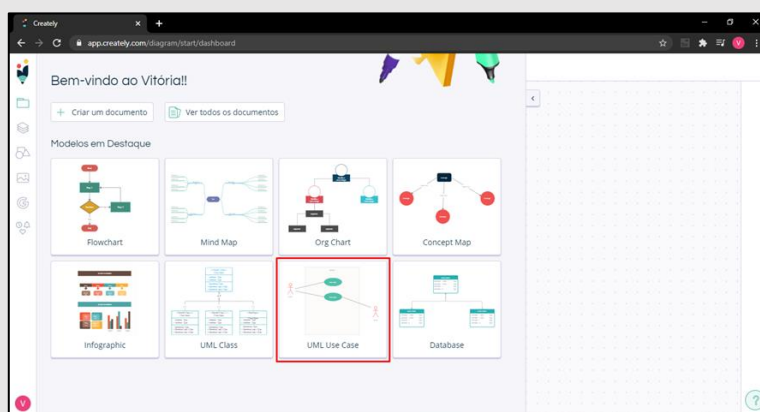 Creately
app.creately.com/diagram/start/dashboard
V
Bem-vindo ao Vitória!!
+ Criar um documento
Ver todos os documentos
Modelos em Destaque
Flowchart
Mind Map
Org Chart
Concept Map
Infographic
UML Class
UML Use Case
Database
V
?